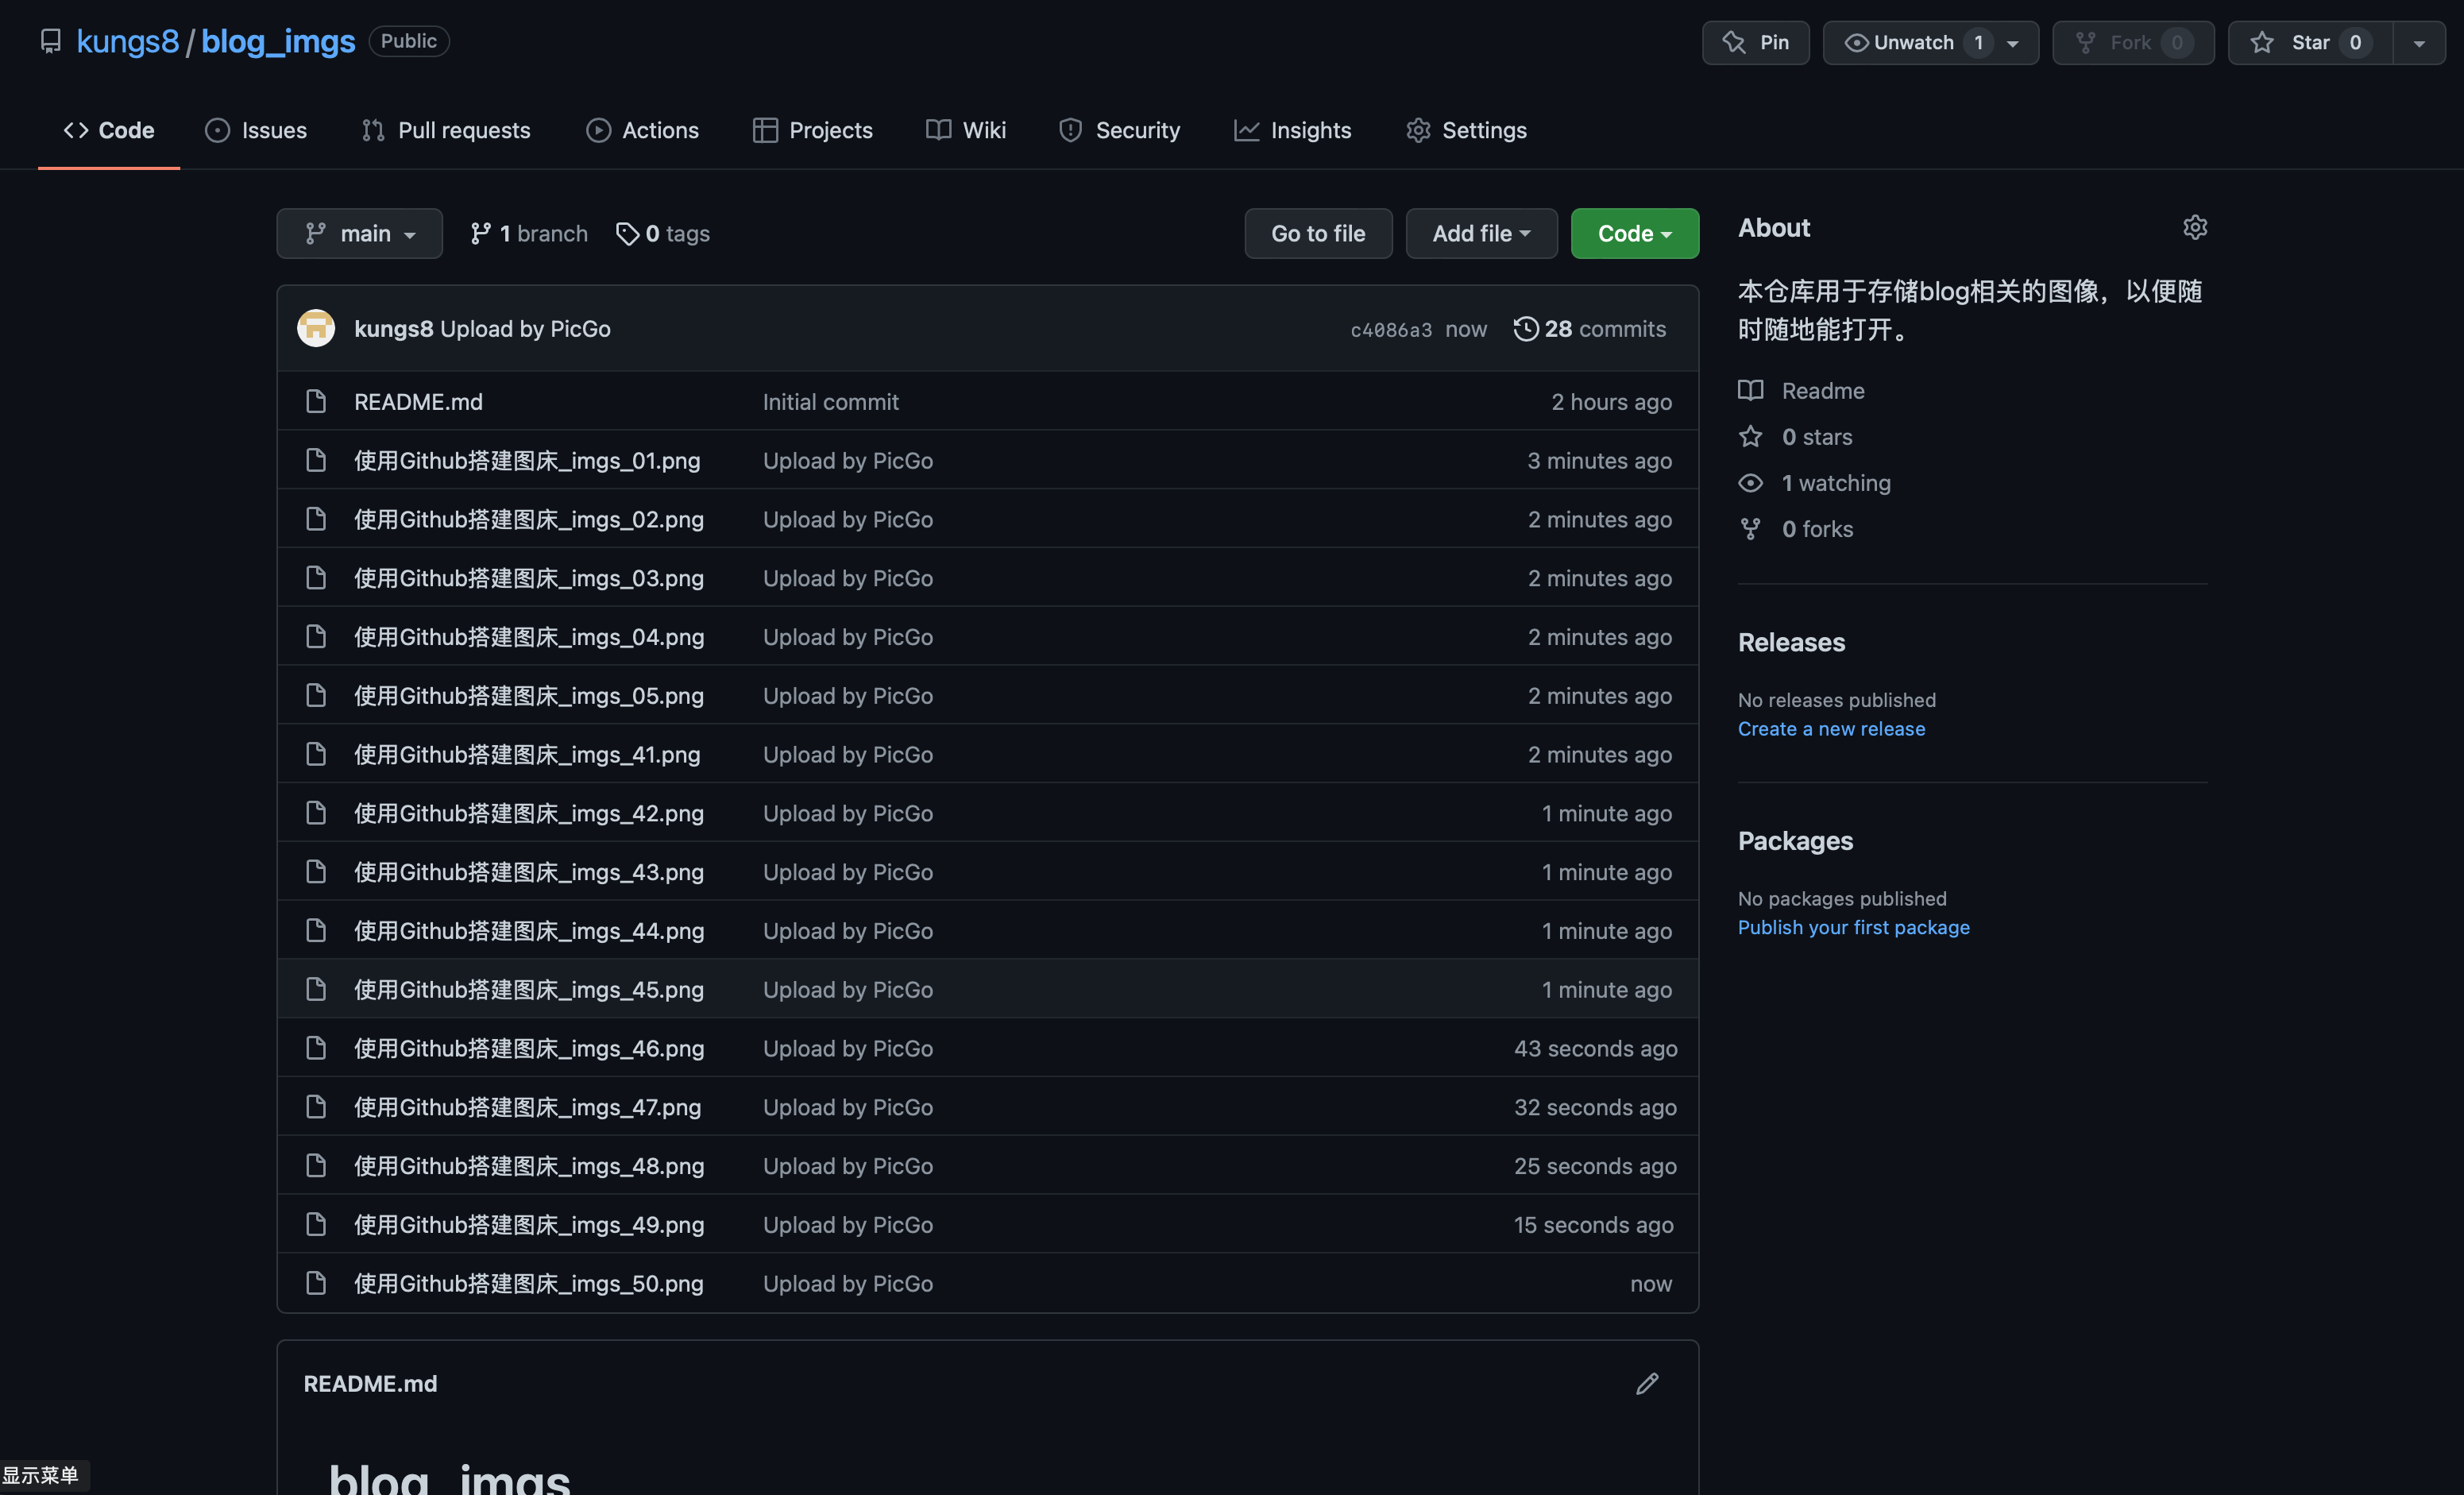 kungs8 / blog_imgs Public
Pin Unwatch 1 Fork 0 Star 0
Code Issues Pull requests Actions Projects Wiki Security Insights Settings
main 1 branch 0 tags Go to file Add file Code
kungs8 Upload by PicGo c4086a3 now 28 commits
README.md Initial commit 2 hours ago
使用Github搭建图床_imgs_01.png Upload by PicGo 3 minutes ago
使用Github搭建图床_imgs_02.png Upload by PicGo 2 minutes ago
使用Github搭建图床_imgs_03.png Upload by PicGo 2 minutes ago
使用Github搭建图床_imgs_04.png Upload by PicGo 2 minutes ago
使用Github搭建图床_imgs_05.png Upload by PicGo 2 minutes ago
使用Github搭建图床_imgs_41.png Upload by PicGo 2 minutes ago
使用Github搭建图床_imgs_42.png Upload by PicGo 1 minute ago
使用Github搭建图床_imgs_43.png Upload by PicGo 1 minute ago
使用Github搭建图床_imgs_44.png Upload by PicGo 1 minute ago
使用Github搭建图床_imgs_45.png Upload by PicGo 1 minute ago
使用Github搭建图床_imgs_46.png Upload by PicGo 43 seconds ago
使用Github搭建图床_imgs_47.png Upload by PicGo 32 seconds ago
使用Github搭建图床_imgs_48.png Upload by PicGo 25 seconds ago
使用Github搭建图床_imgs_49.png Upload by PicGo 15 seconds ago
使用Github搭建图床_imgs_50.png Upload by PicGo now
README.md
blog_imgs
About
本仓库用于存储blog相关的图像，以便随
时随地能打开。
Readme
0 stars
1 watching
0 forks
Releases
No releases published
Create a new release
Packages
No packages published
Publish your first package
显示菜单